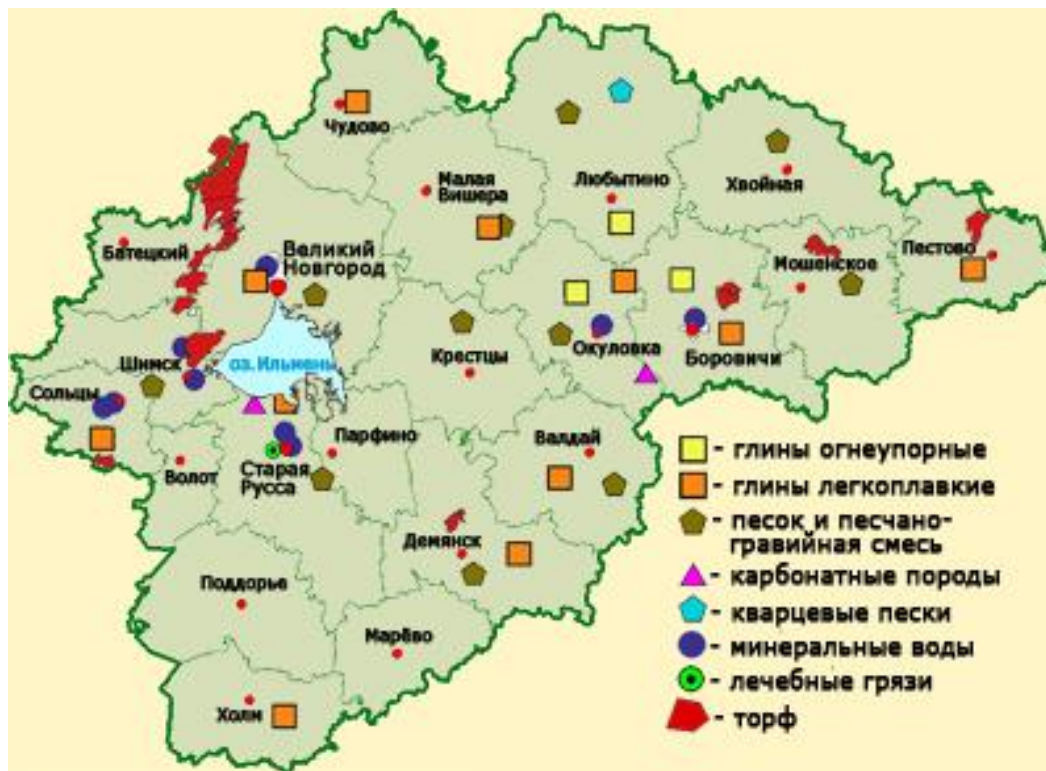 Чудово
Малая
Вишера
Любытино
Хвойная
Батецкий
Великий
Новгород
Мошенское
Пестово
Шимск
оз. Ильмень
Крестцы
Окуловка
Боровичи
Сольцы
Парфино
Валдай
Волот
Старая
Русса
Демянск
Поддорье
Марёво
Холм
- глины огнеупорные
- глины легкоплавкие
- песок и песчано-
гравийная смесь
- карбонатные породы
- кварцевые пески
- минеральные воды
- лечебные грязи
- торф